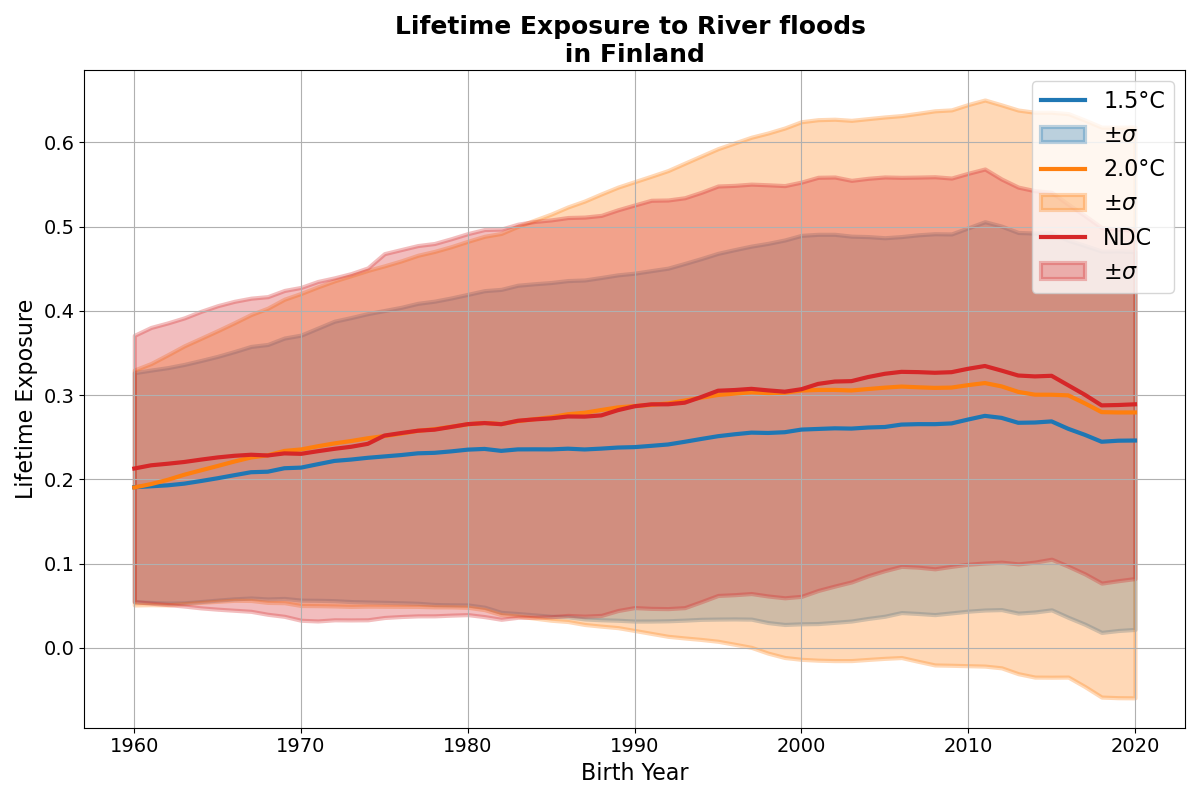 Lifetime Exposure to River floods
in Finland
1.5°C
±σ
2.0°C
±σ
NDC
±σ
Lifetime Exposure
0.6
0.5
0.4
0.3
0.2
0.1
0.0
1960 1970 1980 1990 2000 2010 2020
Birth Year